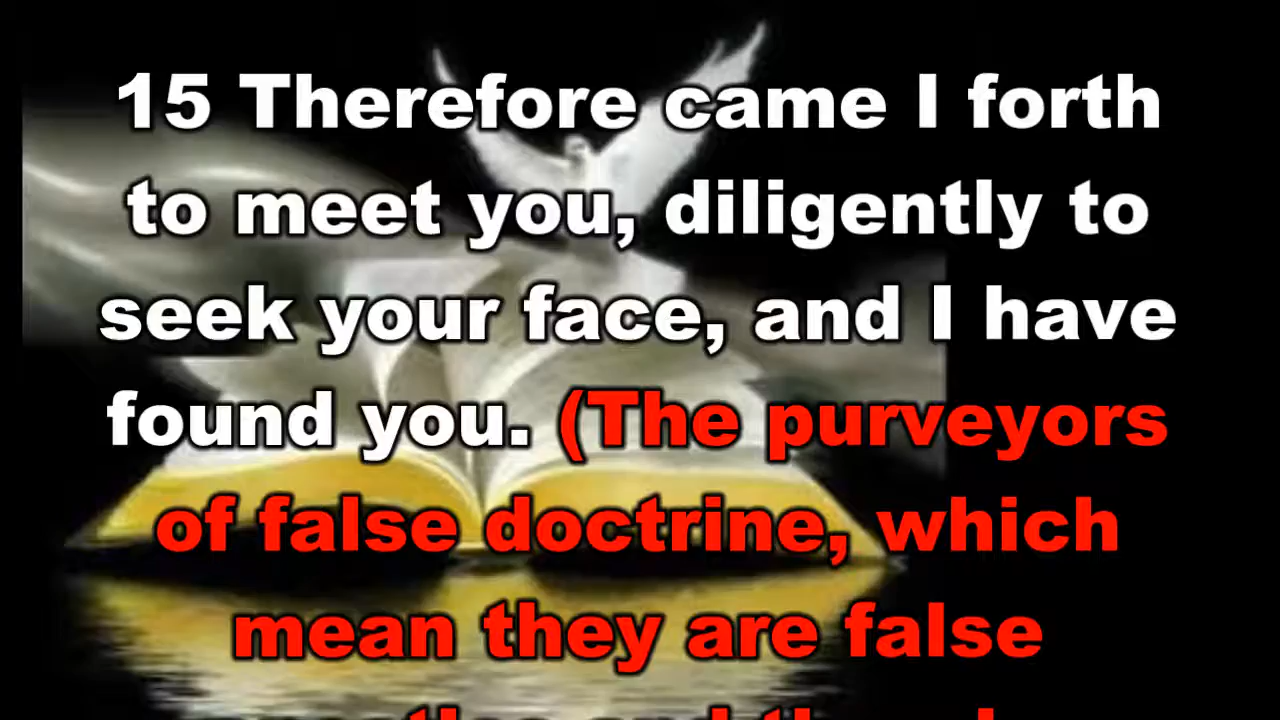 15 Therefore came I forth
to meet you, diligently to
seek your face, and I have
found you. (The purveyors
of false doctrine, which
mean they are false